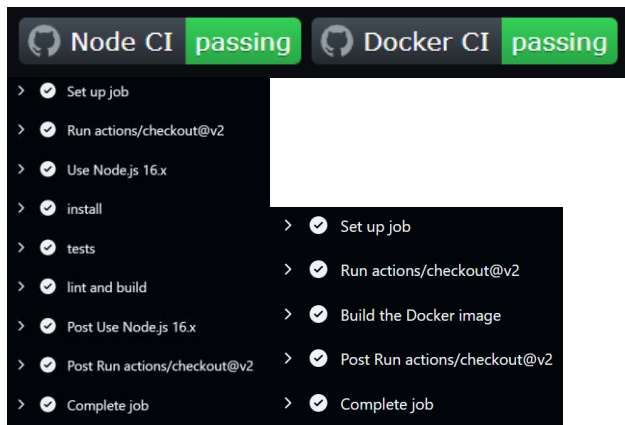 Node CI passing
Docker CI passing
Set up job
Run actions/checkout@v2
Use Node.js 16.x
install
tests
lint and build
Post Use Node.js 16.x
Post Run actions/checkout@v2
Complete job
Set up job
Run actions/checkout@v2
Build the Docker image
Post Run actions/checkout@v2
Complete job